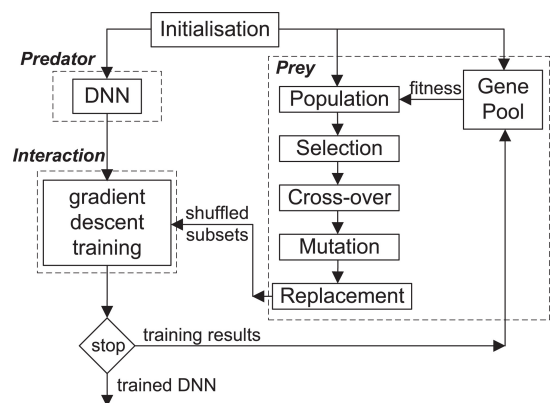 Initialisation
Predator
DNN
Interaction
gradient
descent
training
shuffled
subsets
Prey
Population
fitness
Gene
Pool
Selection
Cross-over
Mutation
Replacement
stop
training results
trained DNN